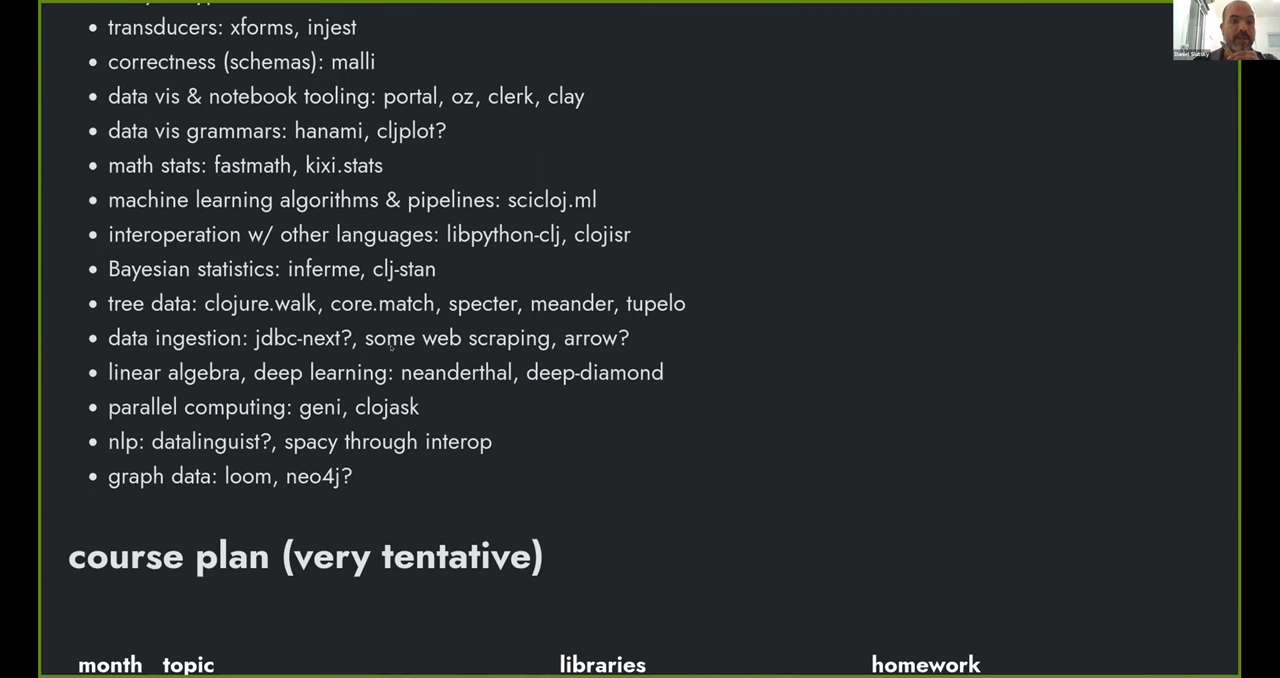 • transducers: xforms, injest
• correctness (schemas): malli
• data vis & notebook tooling: portal, oz, clerk, clay
• data vis grammars: hanami, cljplot?
• math stats: fastmath, kixi.stats
• machine learning algorithms & pipelines: scicloj.ml
• interoperation w/ other languages: libpython-clj, clojisr
• Bayesian statistics: inferme, clj-stan
• tree data: clojure.walk, core.match, specter, meander, tupelo
• data ingestion: jdbc-next?, some web scraping, arrow?
• linear algebra, deep learning: neanderthal, deep-diamond
• parallel computing: geni, clojask
• nlp: datalinguist?, spacy through interop
• graph data: loom, neo4j?
course plan (very tentative)
month topic libraries homework
Daniel Slutsky